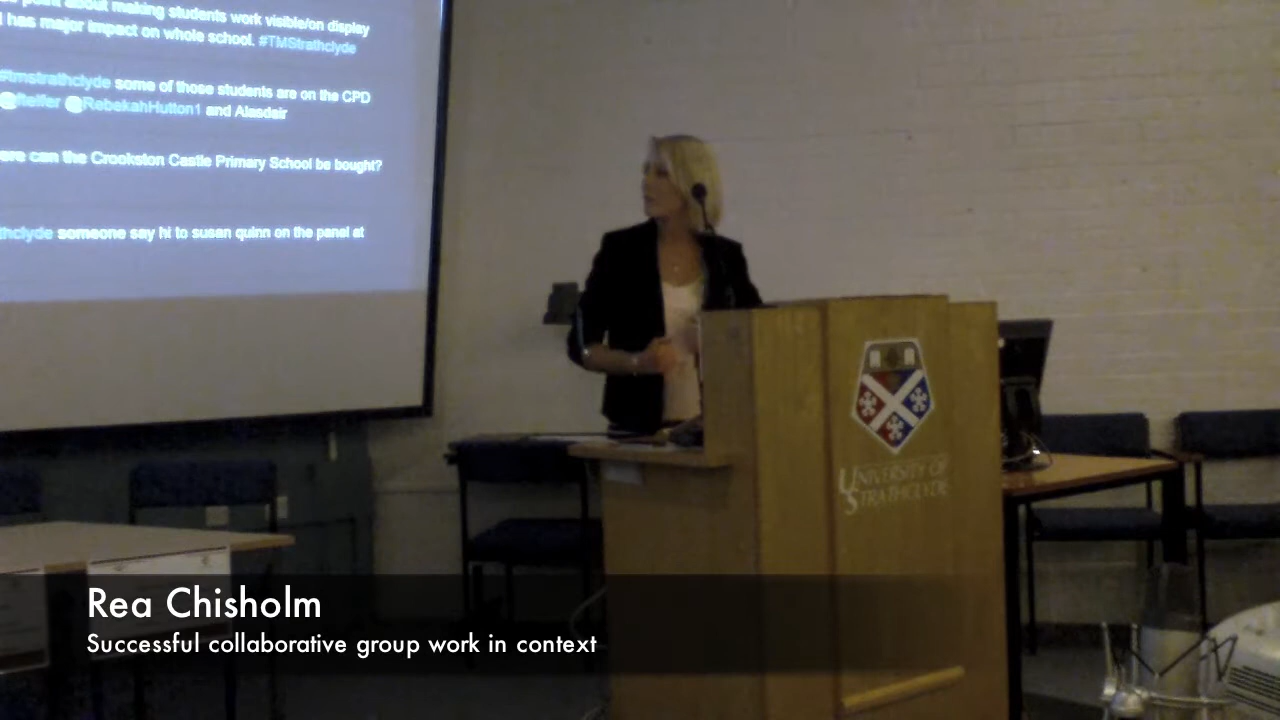 point about making students work visible/on display
has major impact on whole school. #TMStrathclyde
#tmstrathclyde some of those students are on the CPD
@ffelfer @RebekahHutton1 and Alasdair
can the Crookston Castle Primary School be bought?
someone say hi to susan quinn on the panel at
UNIVERSITY OF
STRATHCLYDE
Rea Chisholm
Successful collaborative group work in context